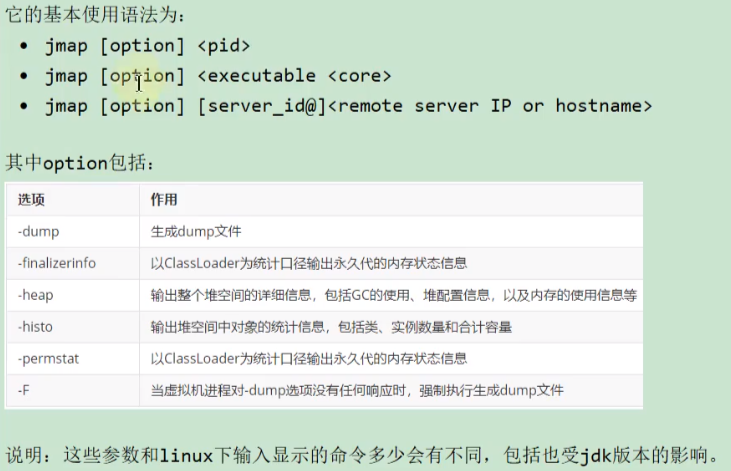 它的基本使用语法为：
• jmap [option] <pid>
• jmap [option] <executable <core>
• jmap [option] [server_id@]<remote server IP or hostname>
其中option包括：
选项 作用
-dump 生成dump文件
-finalizerinfo 以ClassLoader为统计口径输出永久代的内存状态信息
-heap 输出整个堆空间的详细信息，包括GC的使用、堆配置信息，以及内存的使用信息等
-histo 输出堆空间中对象的统计信息，包括类、实例数量和合计容量
-permstat 以ClassLoader为统计口径输出永久代的内存状态信息
-F 当虚拟机进程对-dump选项没有任何响应时，强制执行生成dump文件
说明：这些参数和linux下输入显示的命令多少会有不同，包括也受jdk版本的影响。